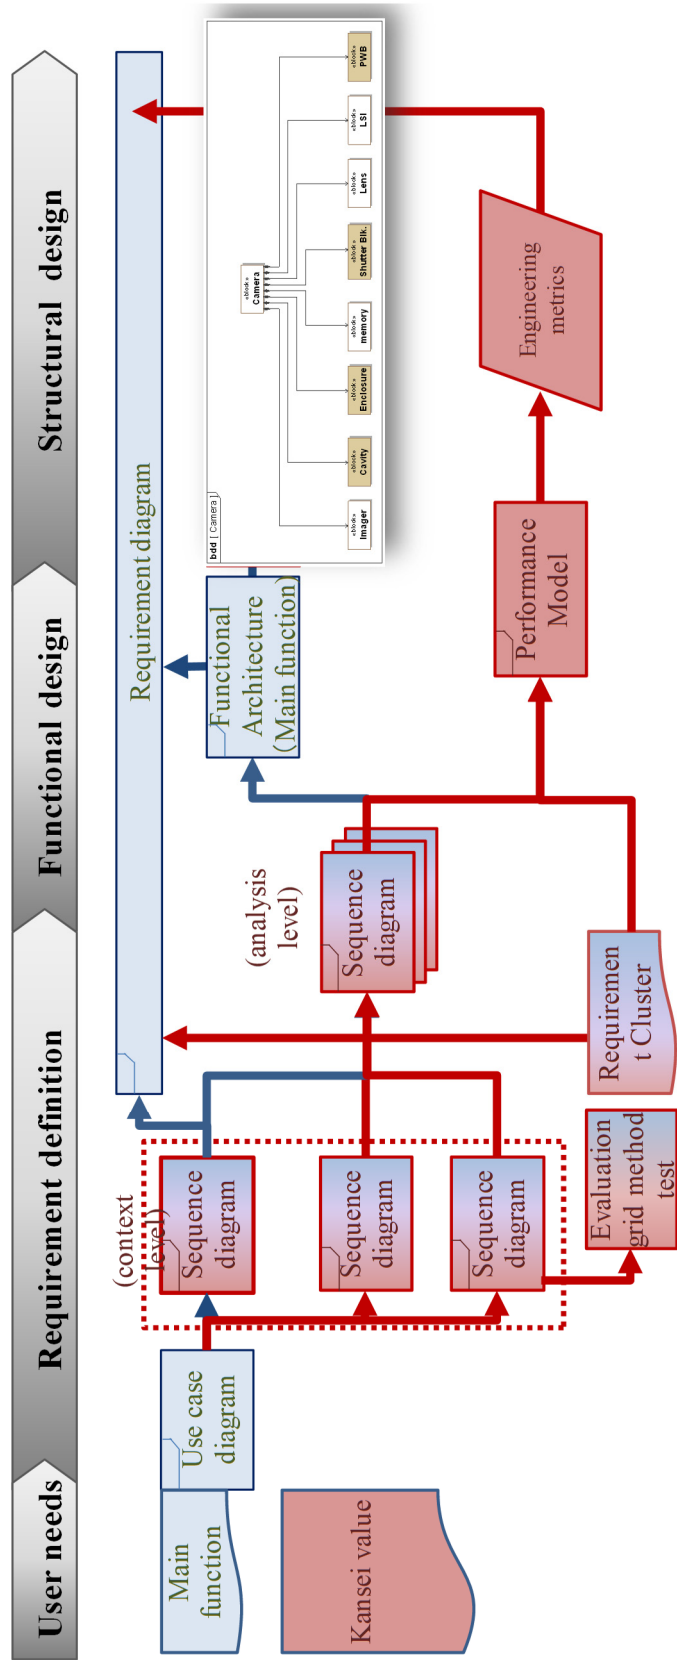 User needs
Requirement definition
Functional design
Structural design
Requirement diagram
Main
function
Kansei value
Use case
diagram
(context
level)
Sequence
diagram
Sequence
diagram
Sequence
diagram
Evaluation
grid method
test
Requiremen
t Cluster
(analysis
level)
Sequence
diagram
Functional
Architecture
(Main function)
Performance
Model
Engineering
metrics
bdd [ Camera ]
«block»
Camera
«block»
Imager
«block»
Cavity
«block»
Enclosure
«block»
memory
«block»
Shutter Blk.
«block»
Lens
«block»
LSI
«block»
PWB